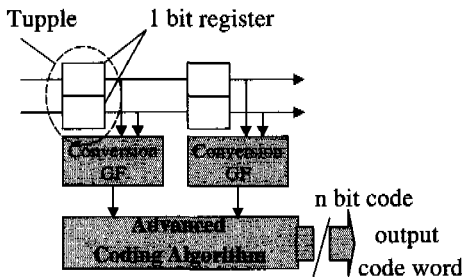 Tupple 1 bit register
Conversion Conversion
GF GF
Advanced
Coding Algorithm
n bit code
output
code word